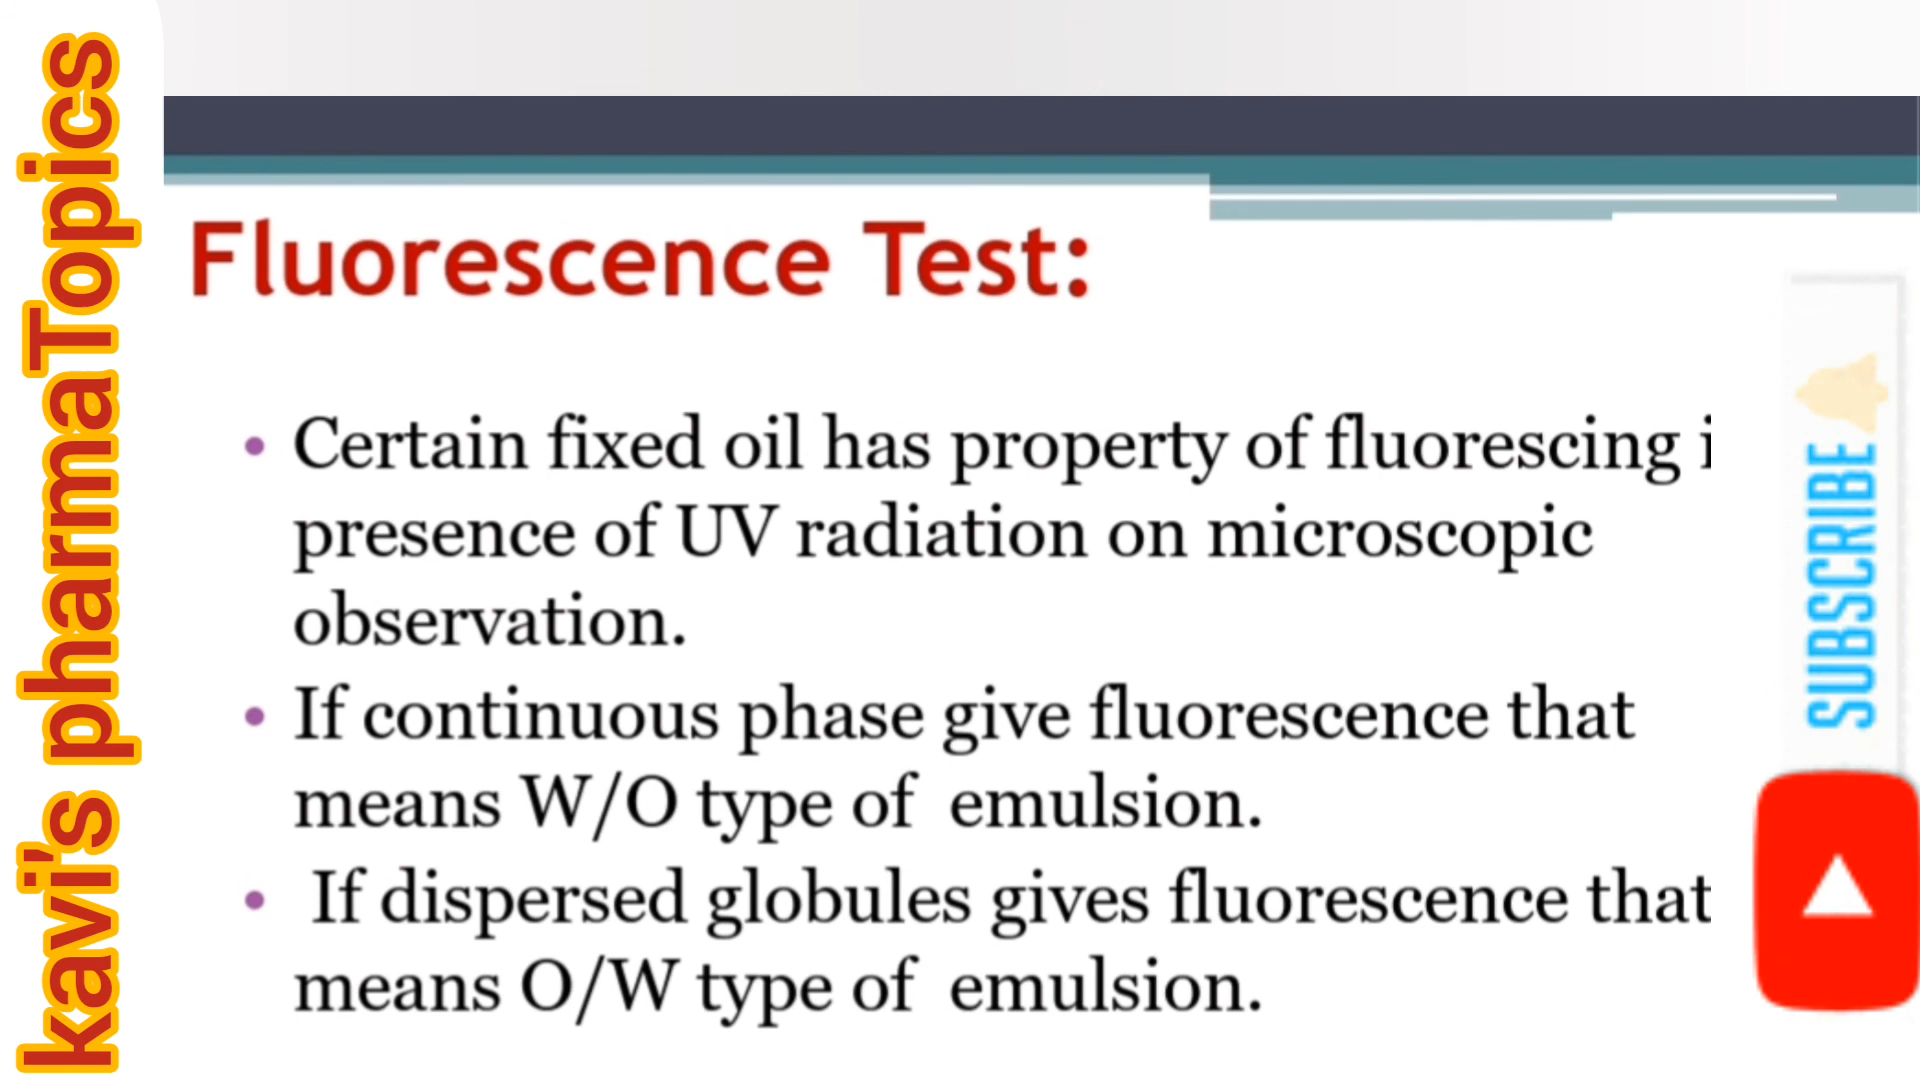 kavi's pharmaTopics
Fluorescence Test:
• Certain fixed oil has property of fluorescing i
presence of UV radiation on microscopic
observation.
• If continuous phase give fluorescence that
means W/O type of emulsion.
• If dispersed globules gives fluorescence that
means O/W type of emulsion.
SUBSCRIBE